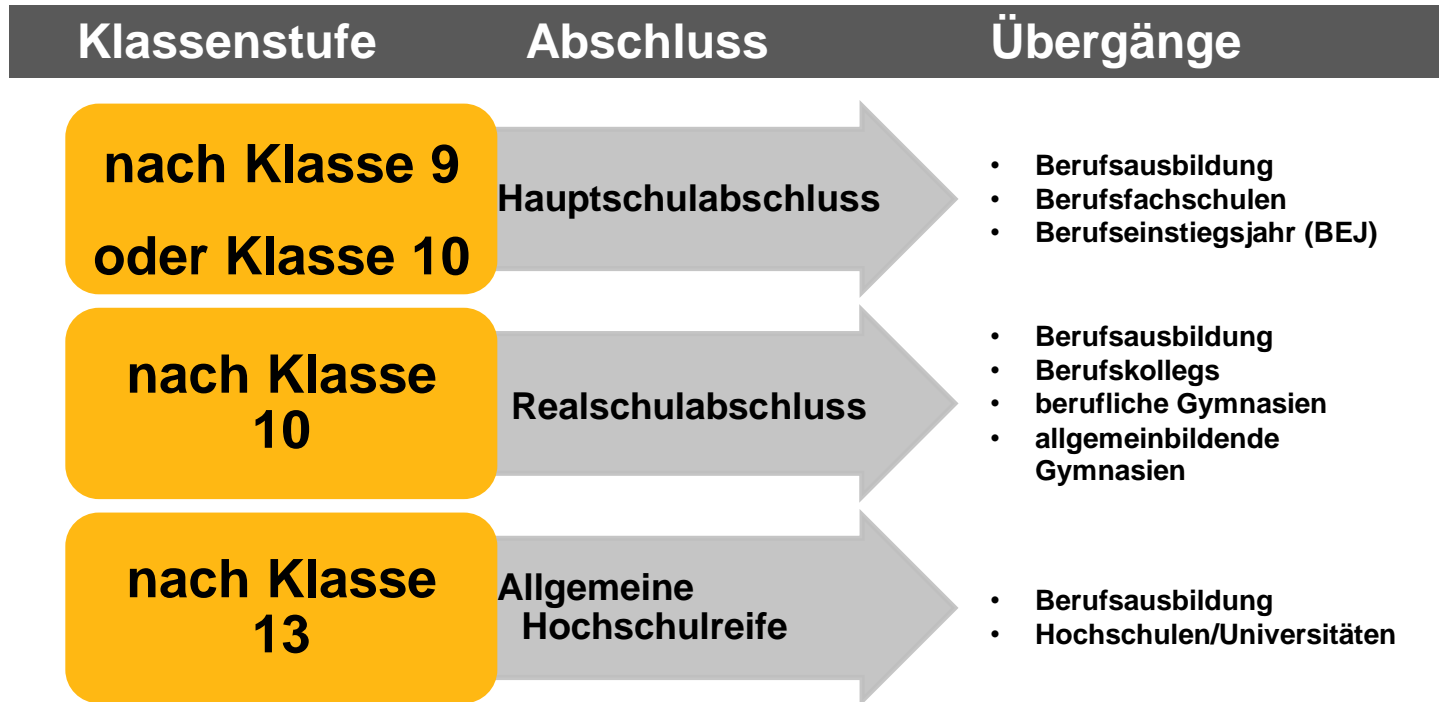 Klassenstufe Abschluss Übergänge
nach Klasse 9
oder Klasse 10
Hauptschulabschluss
• Berufsausbildung
• Berufsfachschulen
• Berufseinstiegsjahr (BEJ)
nach Klasse
10
Realschulabschluss
• Berufsausbildung
• Berufskollegs
• berufliche Gymnasien
• allgemeinbildende
Gymnasien
nach Klasse
13
Allgemeine
Hochschulreife
• Berufsausbildung
• Hochschulen/Universitäten